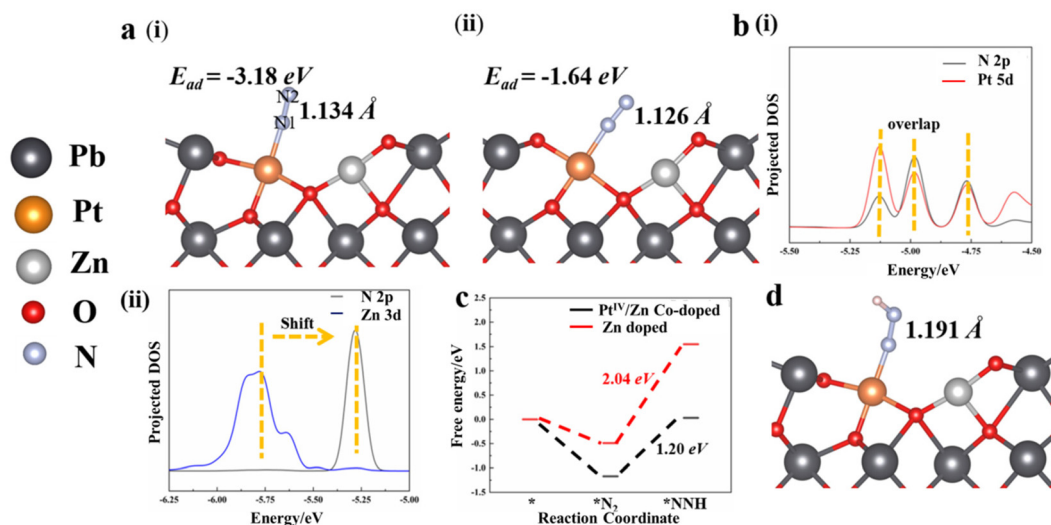 a (i)
E_ad = -3.18 eV
N2
N1
1.134 Å
(ii)
E_ad = -1.64 eV
1.126 Å
b (i)
N 2p
Pt 5d
overlap
Projected DOS
-5.50 -5.25 -5.00 -4.75 -4.50
Energy/eV
Pb
Pt
Zn
O
N
(ii)
N 2p
Zn 3d
Shift
Projected DOS
-6.25 -6.00 -5.75 -5.50 -5.25 -5.00
Energy/eV
c
Pt^IV/Zn Co-doped
Zn doped
2.04 eV
1.20 eV
Free energy/eV
2.5
2.0
1.5
1.0
0.5
0.0
-0.5
-1.0
-1.5
* *N₂ *NNH
Reaction Coordinate
d
1.191 Å